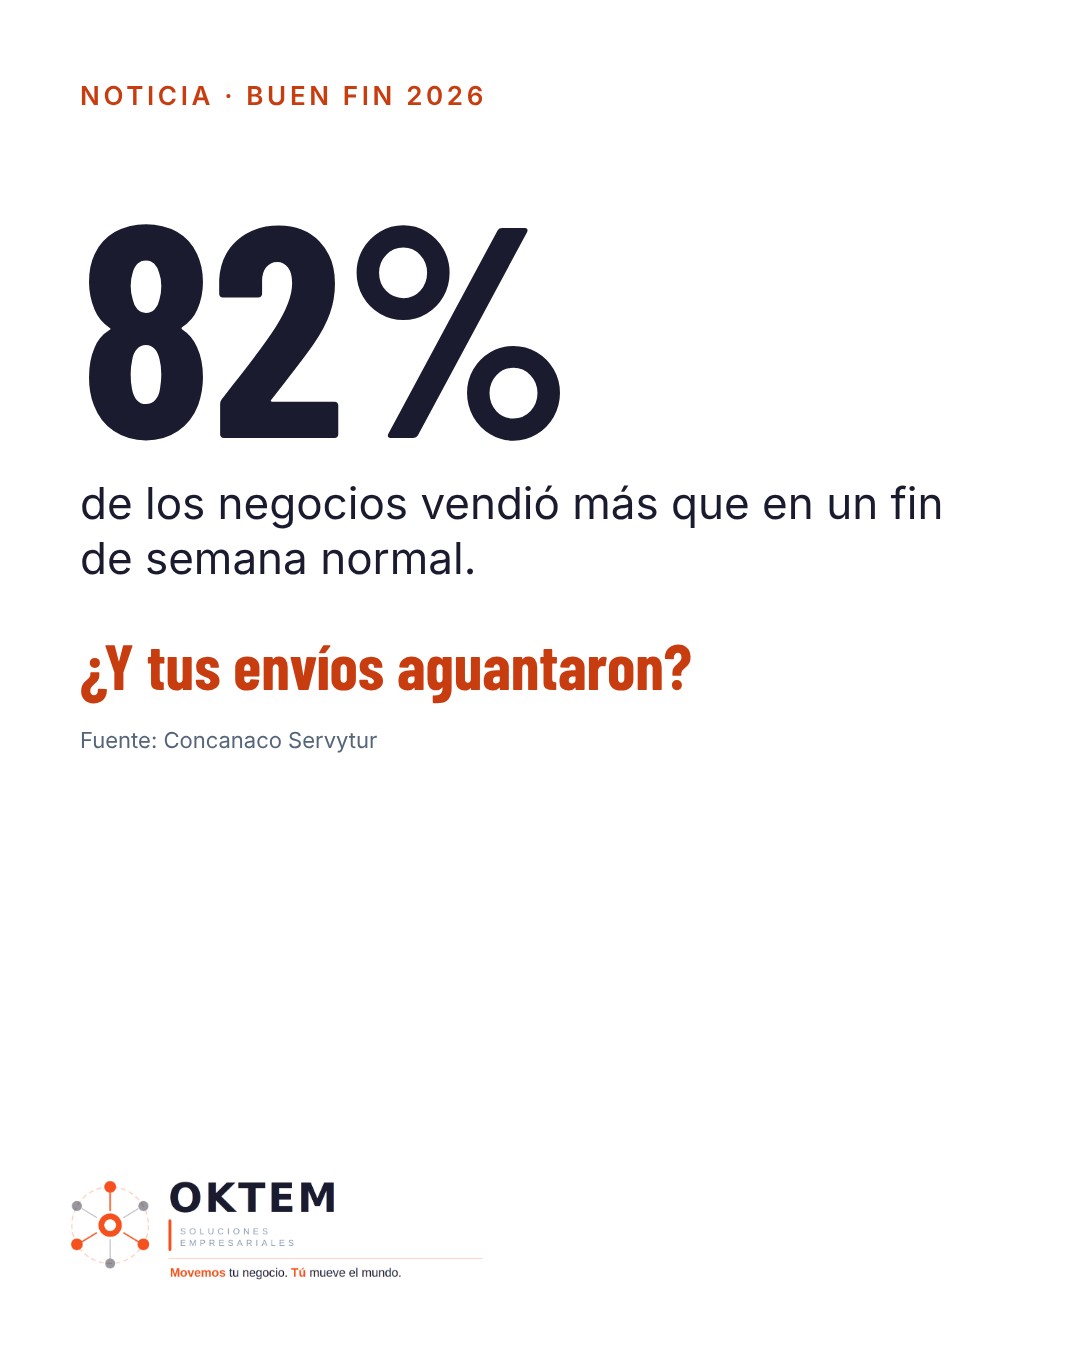 NOTICIA · BUEN FIN 2026
82%
de los negocios vendió más que en un fin
de semana normal.
¿Y tus envíos aguantaron?
Fuente: Concanaco Servytur
OKTEM
SOLUCIONES
EMPRESARIALES
Movemos tu negocio. Tú mueve el mundo.